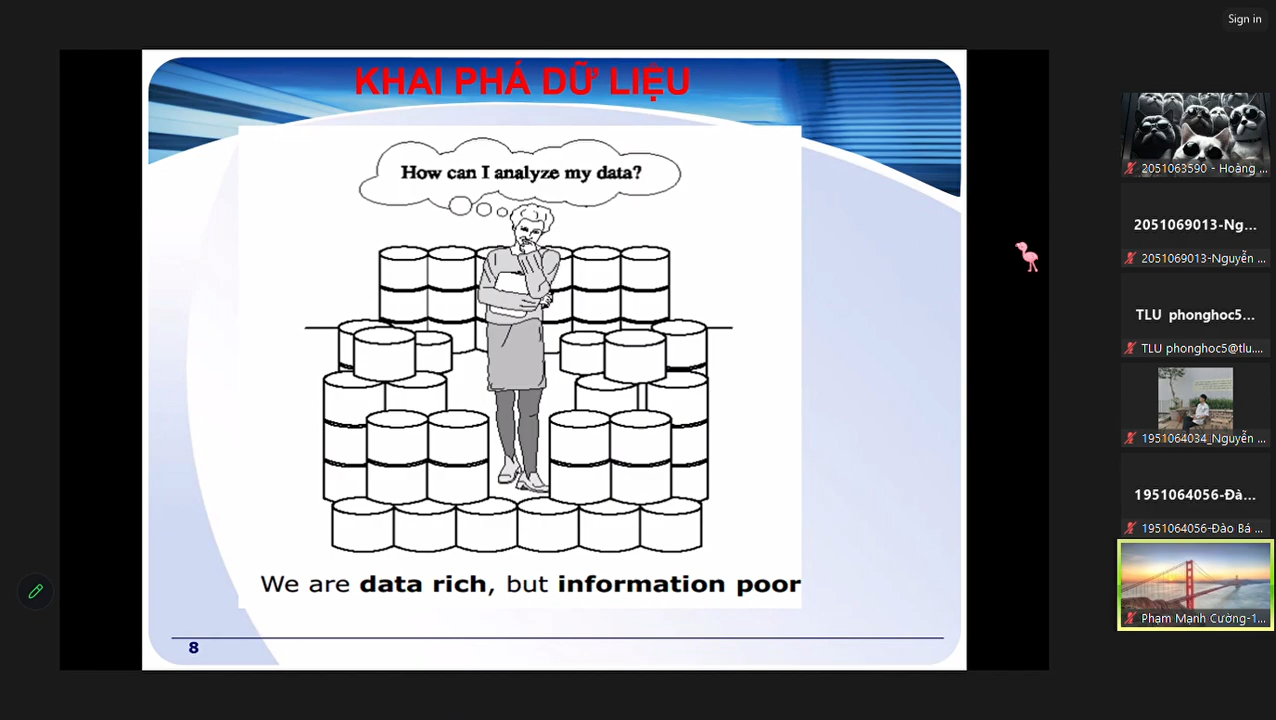 Sign in
KHAI PHÁ DỮ LIỆU
How can I analyze my data?
We are data rich, but information poor
8
2051063590 - Hoàng ...
2051069013-Ng...
2051069013-Nguyễn ...
TLU phonghoc5...
TLU phonghoc5@tlu....
1951064034_Nguyễn ...
1951064056-Đà...
1951064056-Đào Bá ...
Phạm Mạnh Cường-1...